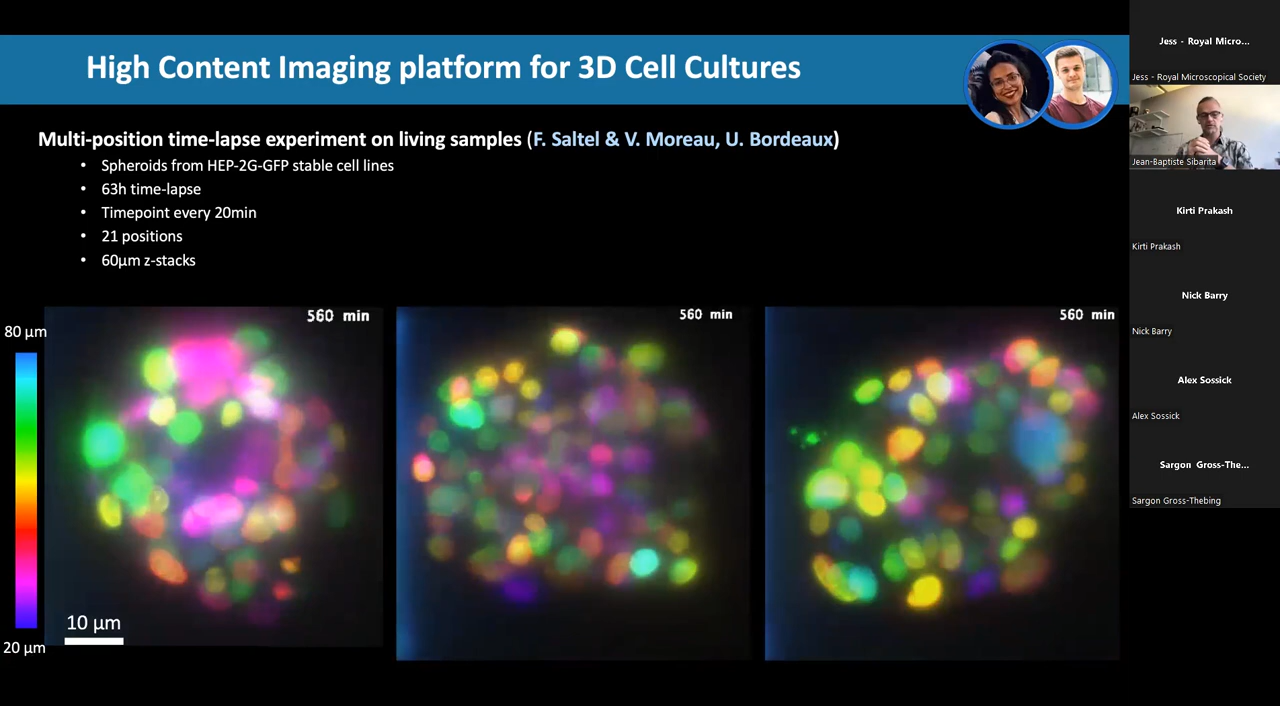 High Content Imaging platform for 3D Cell Cultures
Multi-position time-lapse experiment on living samples (F. Saltel & V. Moreau, U. Bordeaux)
• Spheroids from HEP-2G-GFP stable cell lines
• 63h time-lapse
• Timepoint every 20min
• 21 positions
• 60µm z-stacks
80 µm
20 µm
560 min
10 µm
560 min
560 min
Jess - Royal Micro...
Jess - Royal Microscopical Society
Jean-Baptiste Sibarita
Kirti Prakash
Kirti Prakash
Nick Barry
Nick Barry
Alex Sossick
Alex Sossick
Sargon Gross-The...
Sargon Gross-Thebing